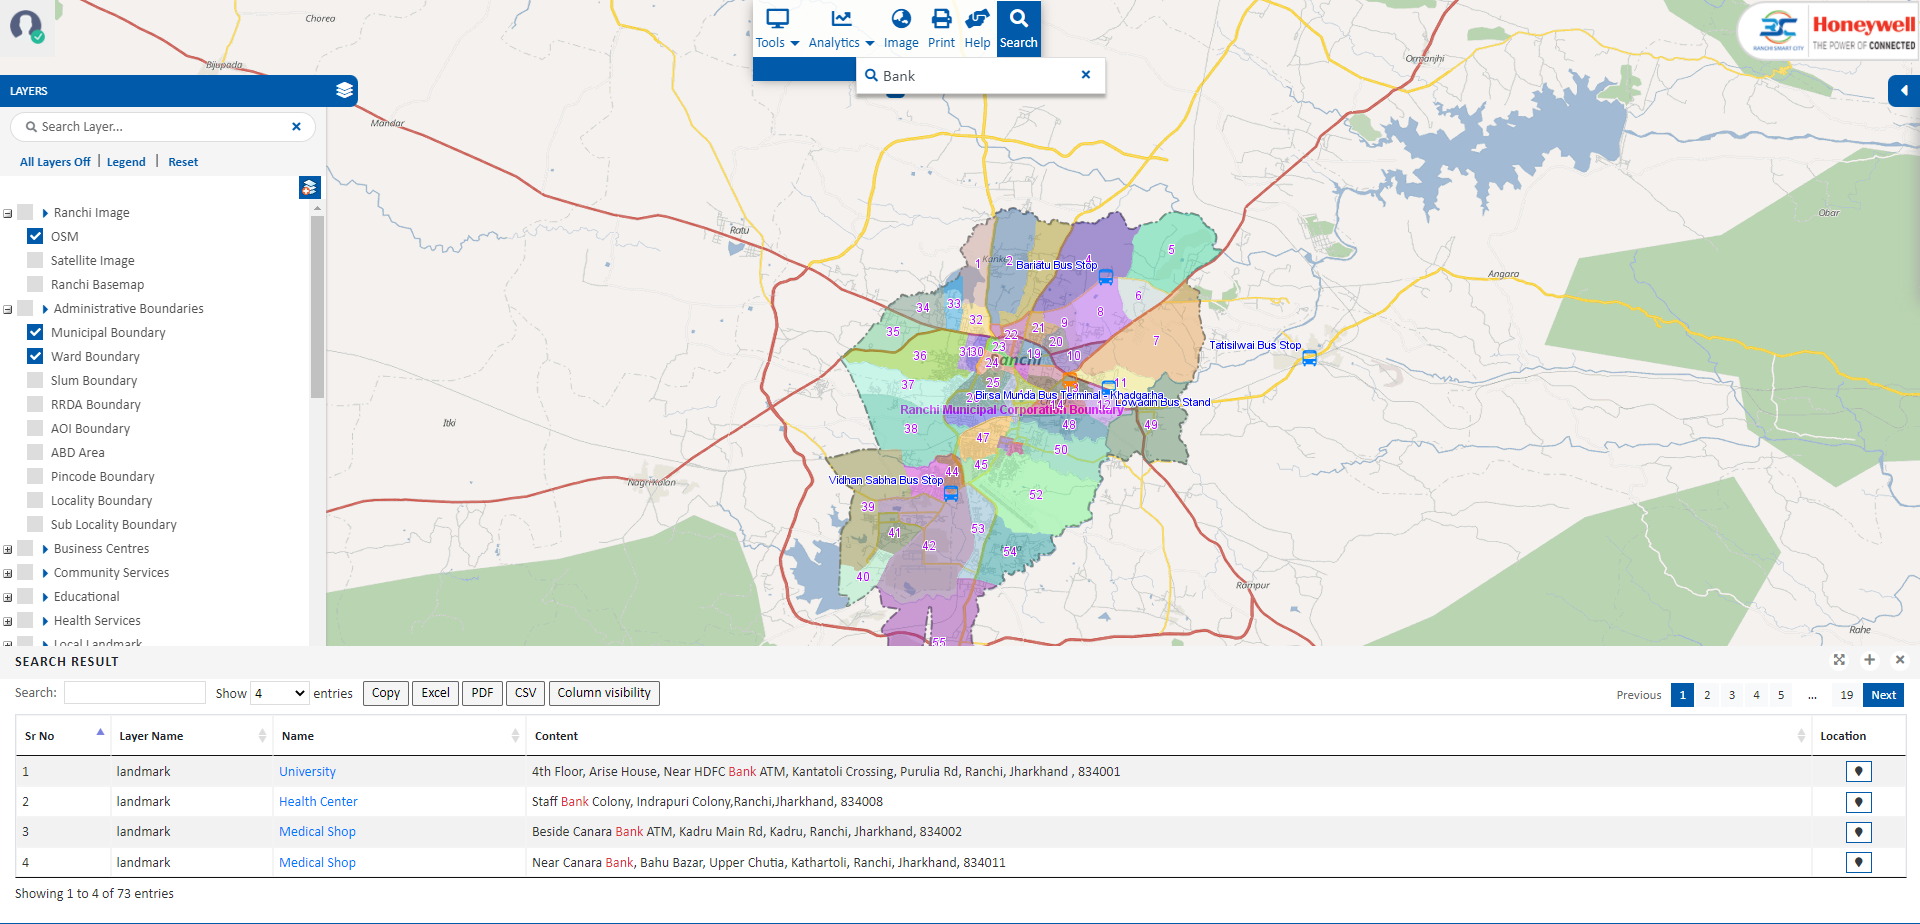 Tools
Analytics
Image
Print
Help
Search
Bank
RANCHI SMART CITY
Honeywell
THE POWER OF CONNECTED
LAYERS
Search Layer...
All Layers Off | Legend | Reset
Ranchi Image
OSM
Satellite Image
Ranchi Basemap
Administrative Boundaries
Municipal Boundary
Ward Boundary
Slum Boundary
RRDA Boundary
AOI Boundary
ABD Area
Pincode Boundary
Locality Boundary
Sub Locality Boundary
Business Centres
Community Services
Educational
Health Services
Local Landmark
Chorea
Bjupada
Mandar
Ormanjhi
Ratu
Obar
Angara
Itki
Nagri Kalan
Rampur
Rahe
1
2
4
5
Bariatu Bus Stop
6
33
34
32
35
22
21
9
8
7
36
31
30
23
19
20
10
Tatisilwai Bus Stop
24
37
25
11
Birsa Munda Bus Terminal - Khadgarha
Lowadih Bus Stand
Ranchi Municipal Corporation Boundary
38
47
48
49
50
45
44
Vidhan Sabha Bus Stop
52
39
41
42
53
54
40
55
SEARCH RESULT
Search:
Show 4 entries
Copy
Excel
PDF
CSV
Column visibility
Previous 1 2 3 4 5 ... 19 Next
Sr No Layer Name Name Content Location
1 landmark University 4th Floor, Arise House, Near HDFC Bank ATM, Kantatoli Crossing, Purulia Rd, Ranchi, Jharkhand , 834001
2 landmark Health Center Staff Bank Colony, Indrapuri Colony,Ranchi,Jharkhand, 834008
3 landmark Medical Shop Beside Canara Bank ATM, Kadru Main Rd, Kadru, Ranchi, Jharkhand, 834002
4 landmark Medical Shop Near Canara Bank, Bahu Bazar, Upper Chutia, Kathartoli, Ranchi, Jharkhand, 834011
Showing 1 to 4 of 73 entries